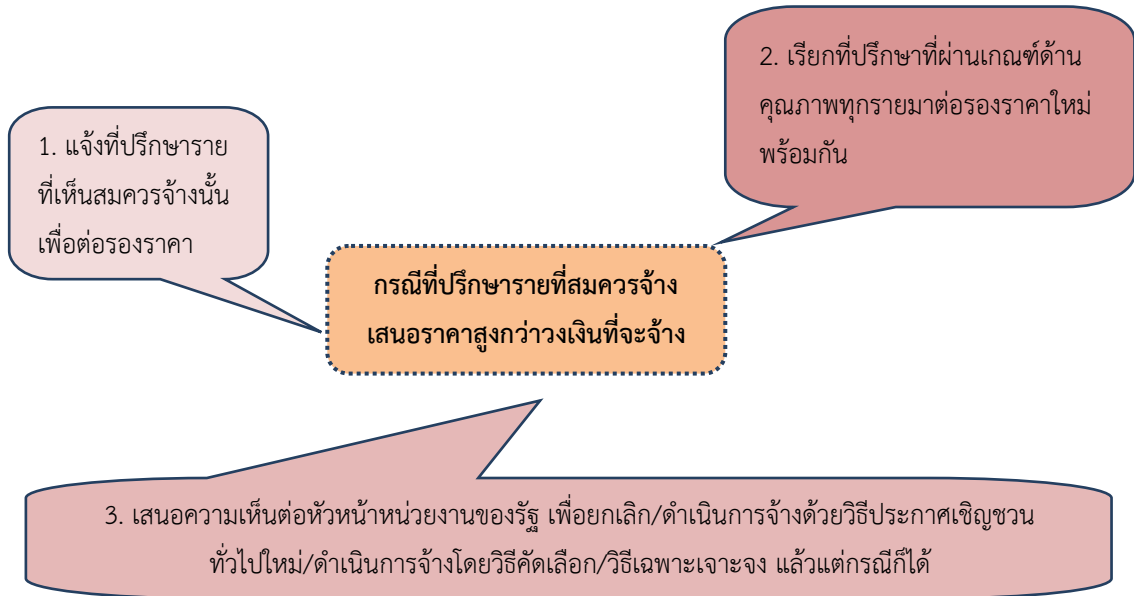 1. แจ้งที่ปรึกษาราย
ที่เห็นสมควรจ้างนั้น
เพื่อต่อรองราคา
2. เรียกที่ปรึกษาที่ผ่านเกณฑ์ด้าน
คุณภาพทุกรายมาต่อรองราคาใหม่
พร้อมกัน
กรณีที่ปรึกษารายที่สมควรจ้าง
เสนอราคาสูงกว่าวงเงินที่จะจ้าง
3. เสนอความเห็นต่อหัวหน้าหน่วยงานของรัฐ เพื่อยกเลิก/ดำเนินการจ้างด้วยวิธีประกาศเชิญชวน
ทั่วไปใหม่/ดำเนินการจ้างโดยวิธีคัดเลือก/วิธีเฉพาะเจาะจง แล้วแต่กรณีก็ได้